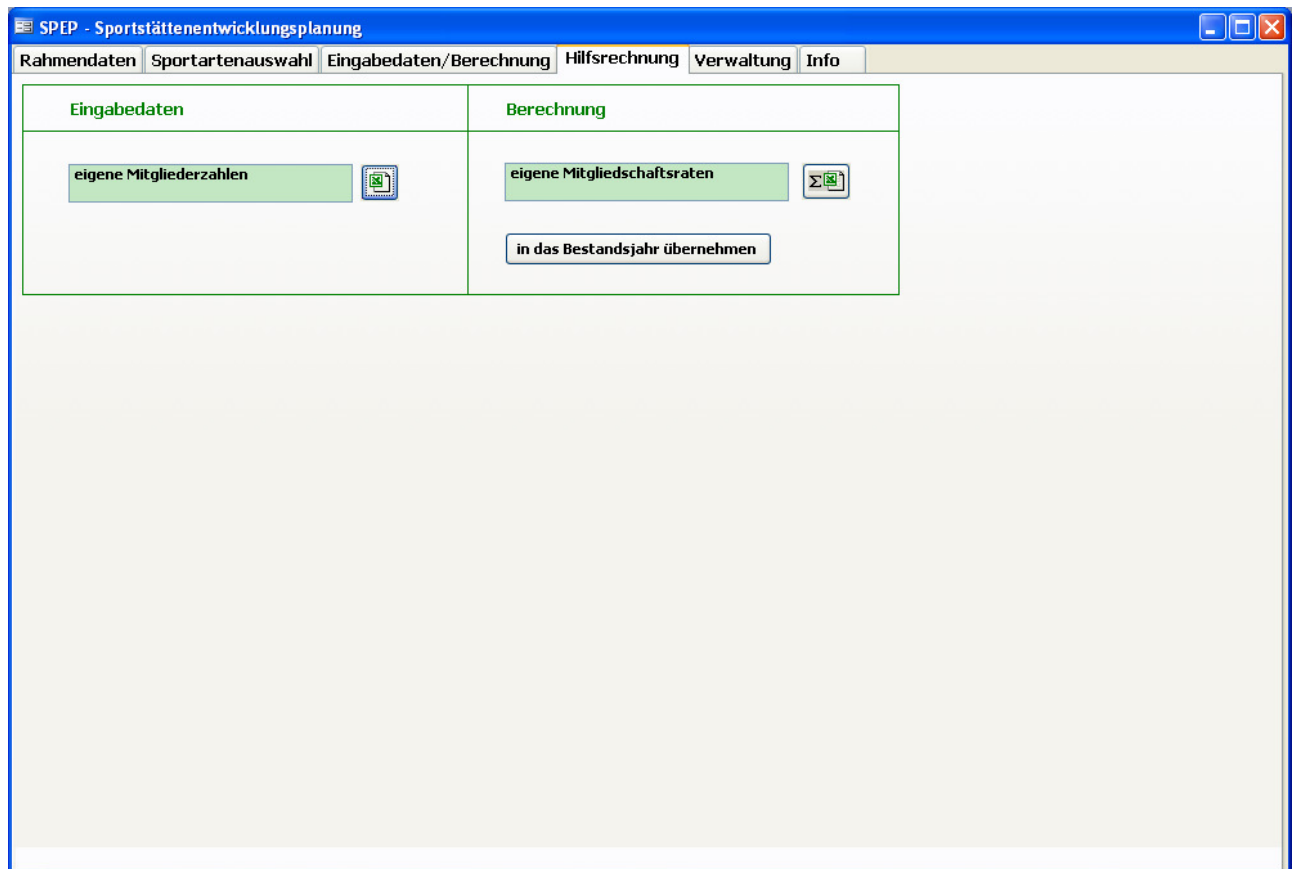 SPEP - Sportstättenentwicklungsplanung
Rahmendaten Sportartenauswahl Eingabedaten/Berechnung Hilfsrechnung Verwaltung Info
Eingabedaten Berechnung
eigene Mitgliederzahlen eigene Mitgliedschaftsraten Σ
in das Bestandsjahr übernehmen